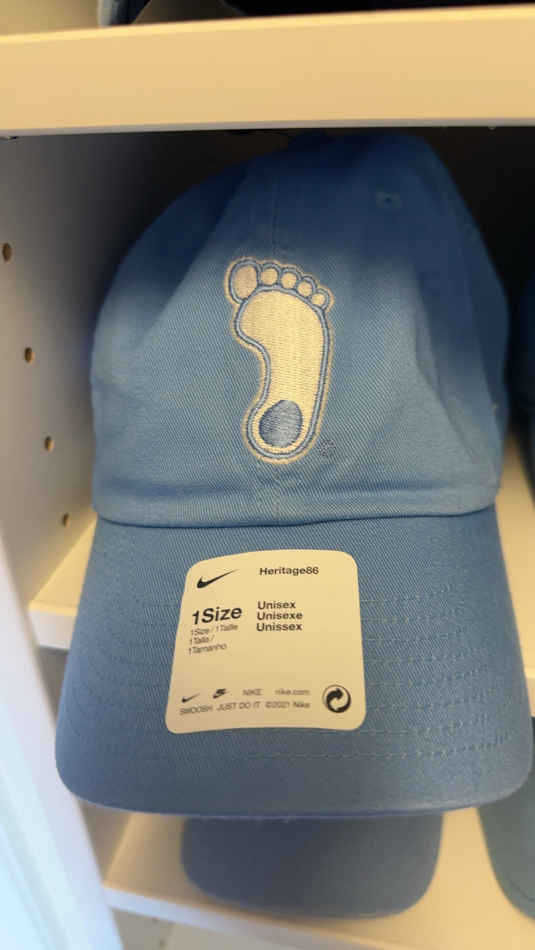 Heritage86
1Size
1Size / 1Taille
1Talla /
1Tamanho
Unisex
Unisexe
Unissex
NIKE nike.com
SWOOSH JUST DO IT ©2021 Nike